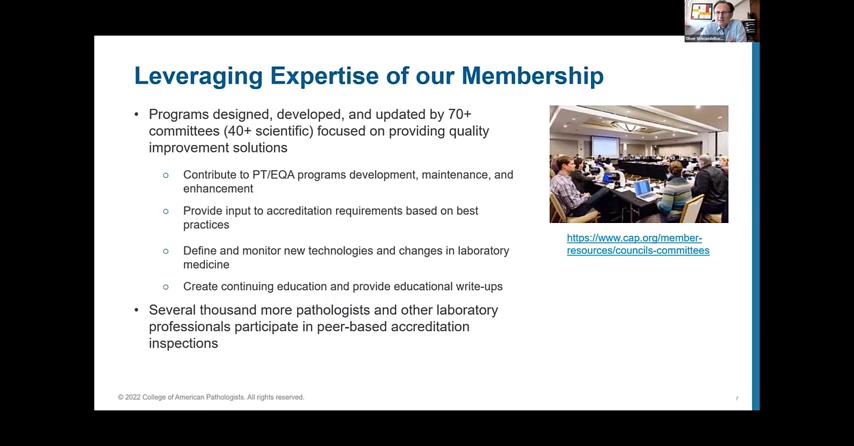 Leveraging Expertise of our Membership
• Programs designed, developed, and updated by 70+
committees (40+ scientific) focused on providing quality
improvement solutions
○ Contribute to PT/EQA programs development, maintenance, and
enhancement
○ Provide input to accreditation requirements based on best
practices
○ Define and monitor new technologies and changes in laboratory
medicine
○ Create continuing education and provide educational write-ups
• Several thousand more pathologists and other laboratory
professionals participate in peer-based accreditation
inspections
https://www.cap.org/member-
resources/councils-committees
© 2022 College of American Pathologists. All rights reserved.